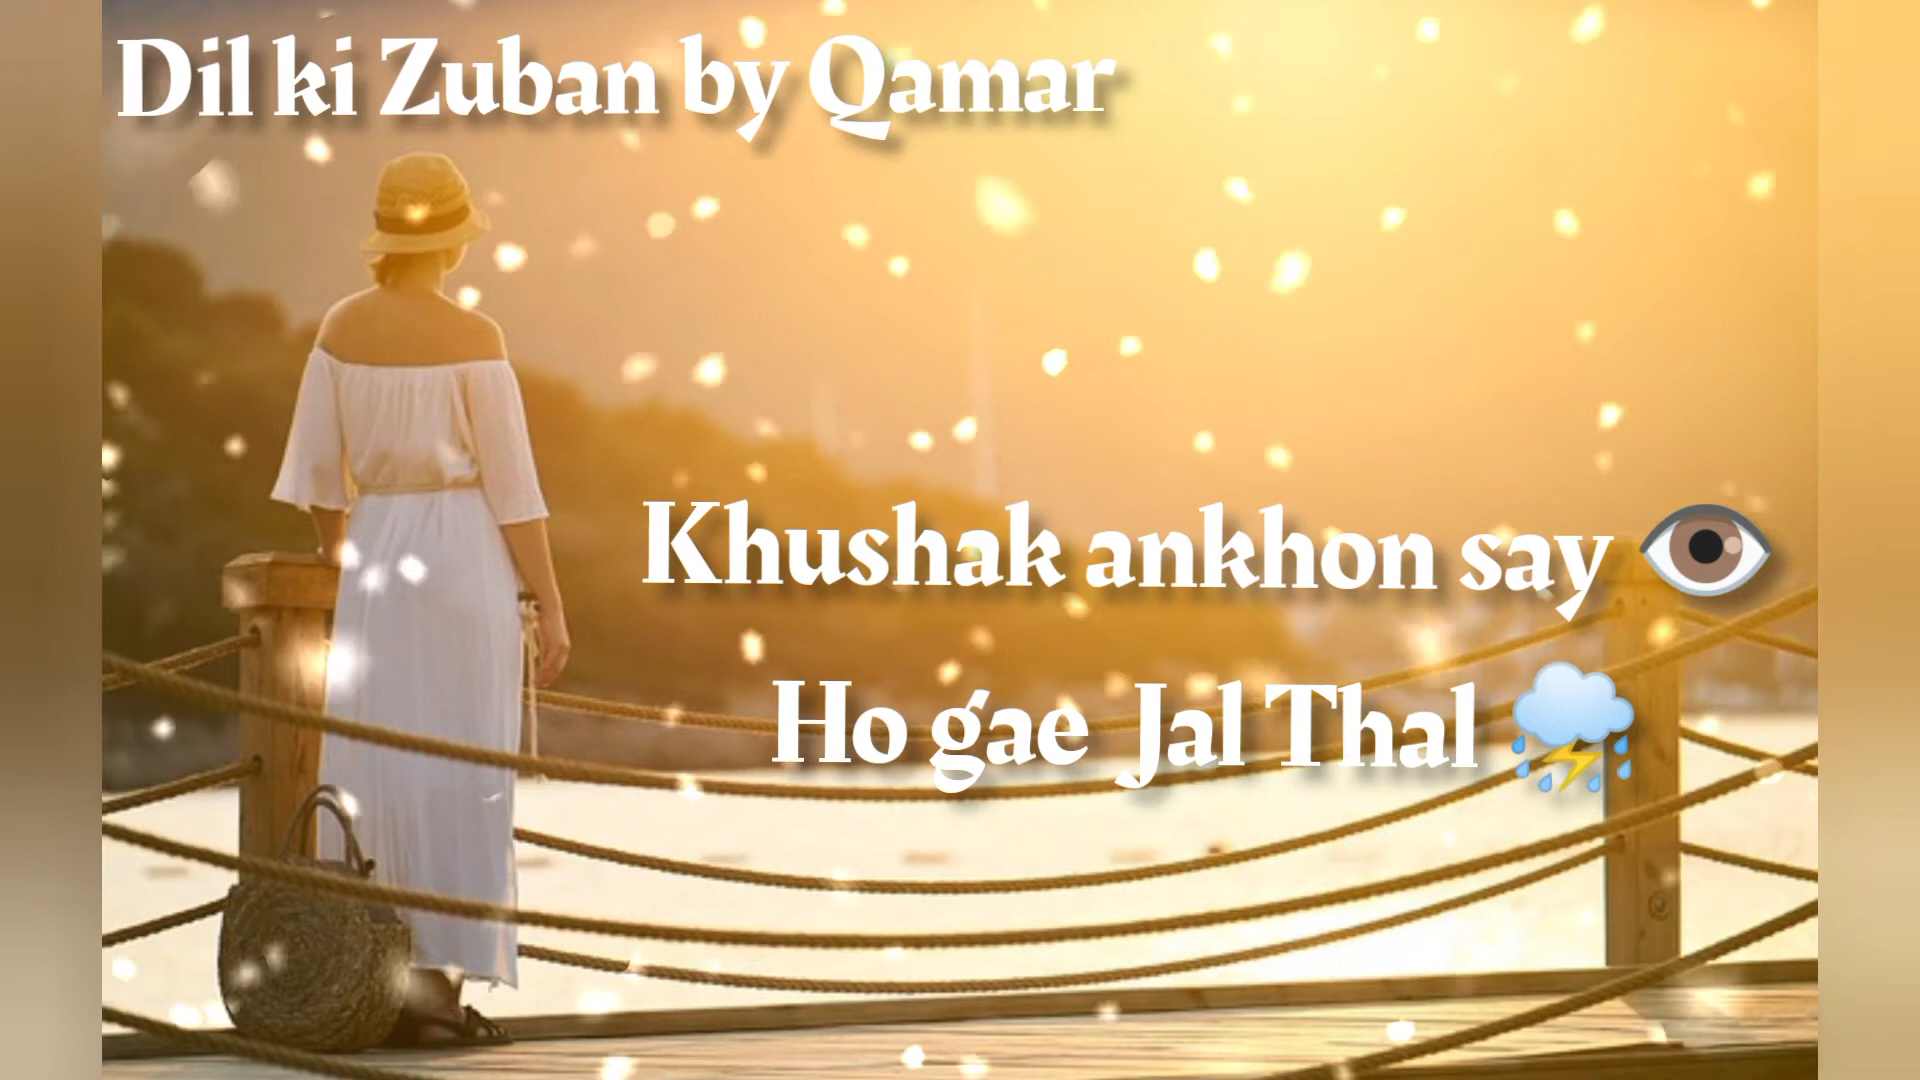 Dil ki Zuban by Qamar
Khushak ankhon say 👁️
Ho gae Jal Thal ⛈️